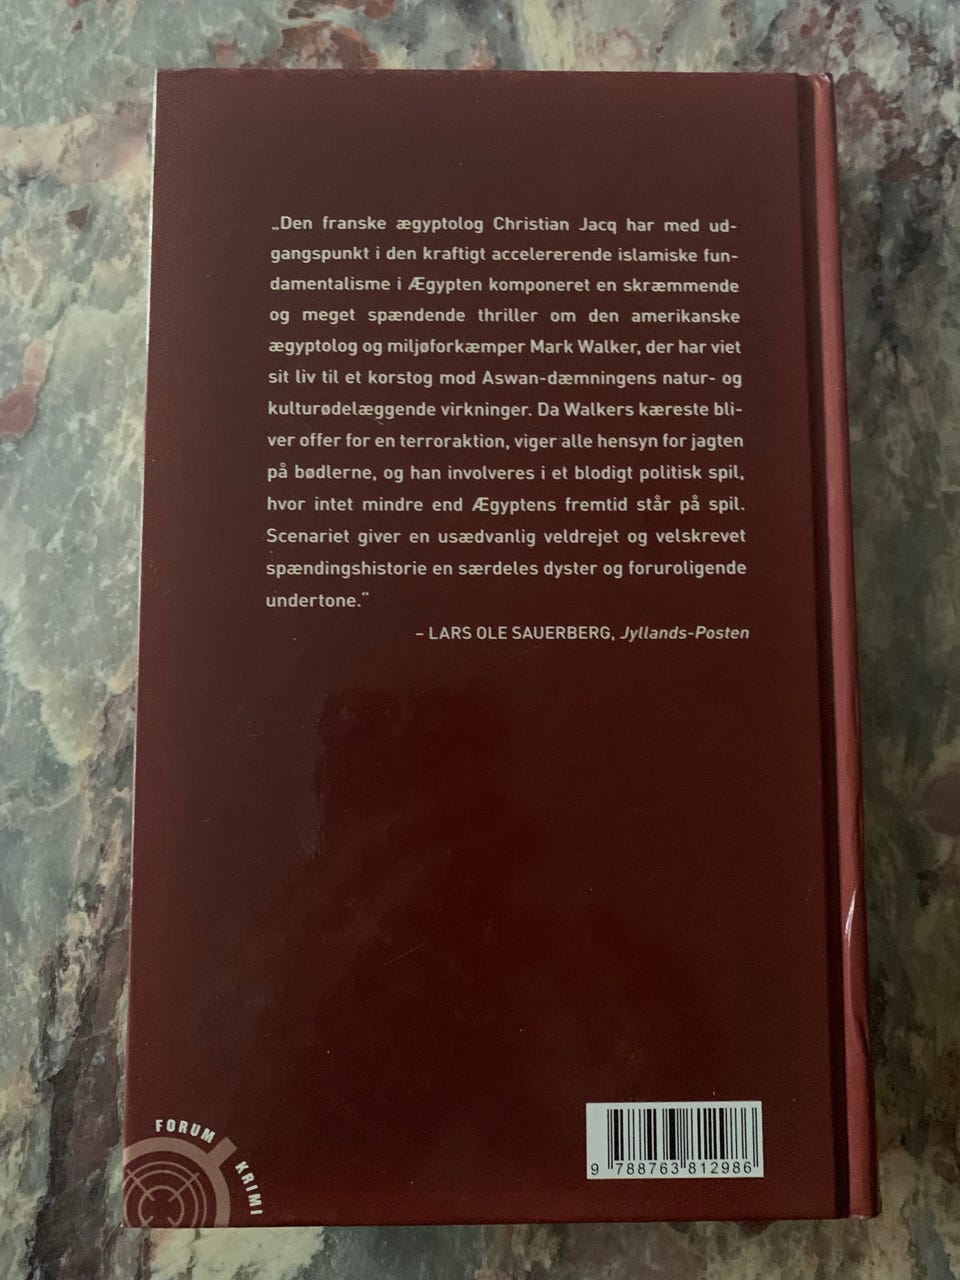 „Den franske ægyptolog Christian Jacq har med ud-
gangspunkt i den kraftigt accelererende islamiske fun-
damentalisme i Ægypten komponeret en skræmmende
og meget spændende thriller om den amerikanske
ægyptolog og miljøforkæmper Mark Walker, der har viet
sit liv til et korstog mod Aswan-dæmningens natur- og
kulturødelæggende virkninger. Da Walkers kæreste bli-
ver offer for en terroraktion, viger alle hensyn for jagten
på bødlerne, og han involveres i et blodigt politisk spil,
hvor intet mindre end Ægyptens fremtid står på spil.
Scenariet giver en usædvanlig veldrejet og velskrevet
spændingshistorie en særdeles dyster og foruroligende
undertone.“
– LARS OLE SAUERBERG, Jyllands-Posten
FORUM KRIMI
9 788763 812986